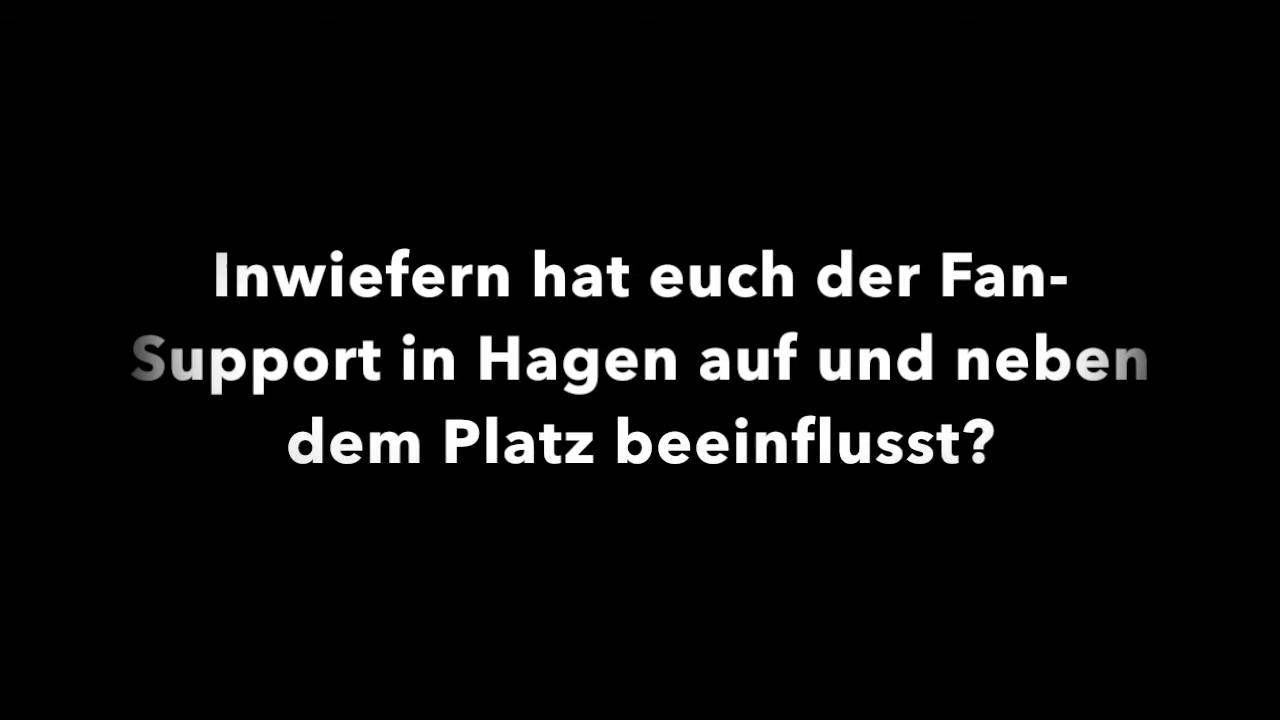 Inwiefern hat euch der Fan-
Support in Hagen auf und neben
dem Platz beeinflusst?